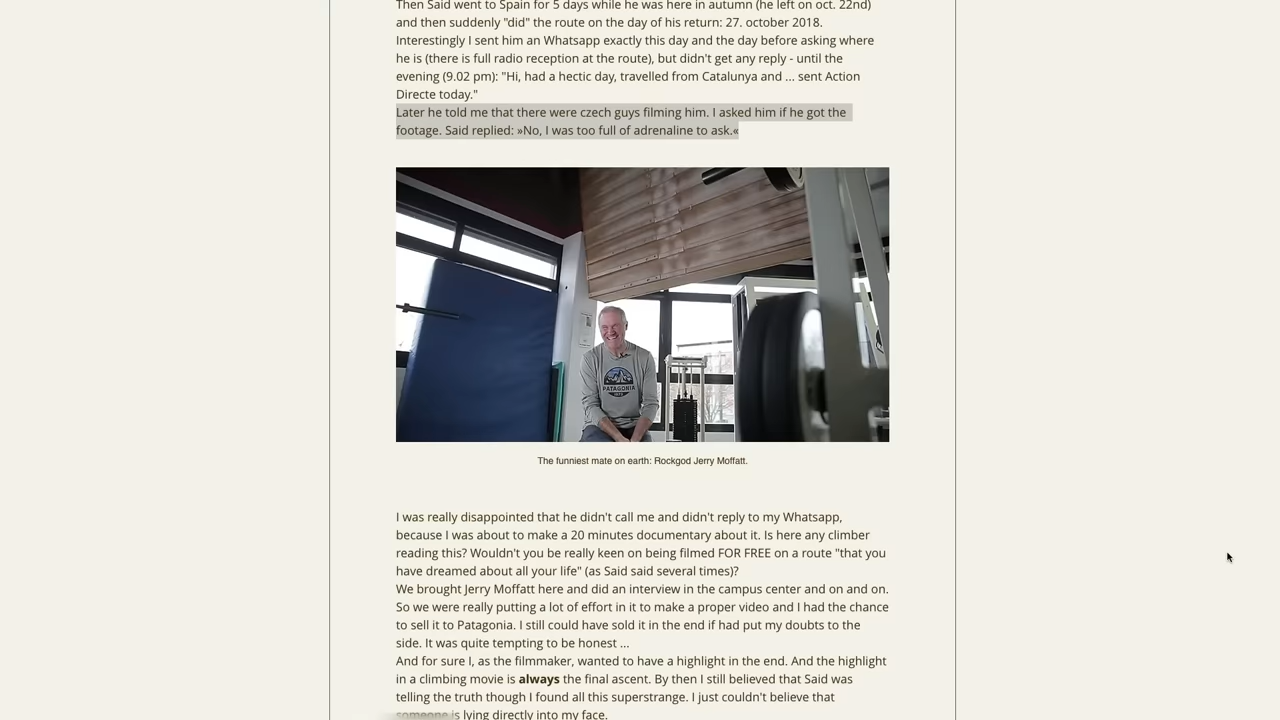 Then Said went to Spain for 5 days while he was here in autumn (he left on oct. 22nd)
and then suddenly "did" the route on the day of his return: 27. october 2018.
Interestingly I sent him an Whatsapp exactly this day and the day before asking where
he is (there is full radio reception at the route), but didn't get any reply - until the
evening (9.02 pm): "Hi, had a hectic day, travelled from Catalunya and ... sent Action
Directe today."
Later he told me that there were czech guys filming him. I asked him if he got the
footage. Said replied: »No, I was too full of adrenaline to ask.«
PATAGONIA
The funniest mate on earth: Rockgod Jerry Moffatt.
I was really disappointed that he didn't call me and didn't reply to my Whatsapp,
because I was about to make a 20 minutes documentary about it. Is here any climber
reading this? Wouldn't you be really keen on being filmed FOR FREE on a route "that you
have dreamed about all your life" (as Said said several times)?
We brought Jerry Moffatt here and did an interview in the campus center and on and on.
So we were really putting a lot of effort in it to make a proper video and I had the chance
to sell it to Patagonia. I still could have sold it in the end if had put my doubts to the
side. It was quite tempting to be honest ...
And for sure I, as the filmmaker, wanted to have a highlight in the end. And the highlight
in a climbing movie is always the final ascent. By then I still believed that Said was
telling the truth though I found all this superstrange. I just couldn't believe that
someone is lying directly into my face.